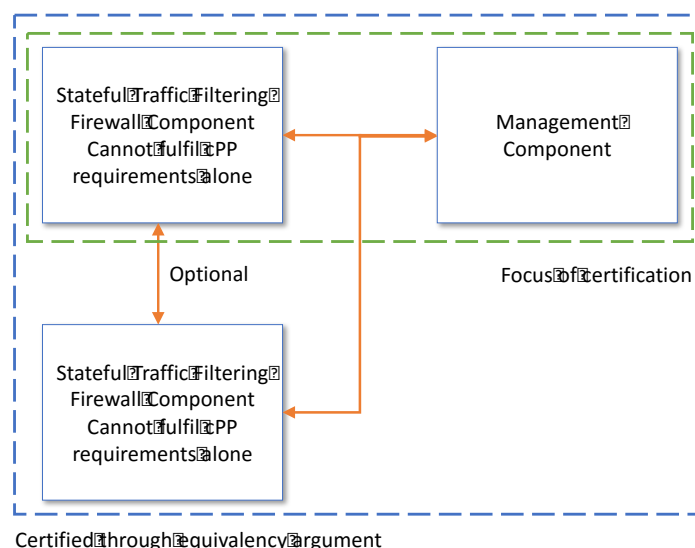 Stateful Traffic Filtering
Firewall Component
Cannot fulfil cPP
requirements alone
Management
Component
Optional
Focus of certification
Stateful Traffic Filtering
Firewall Component
Cannot fulfil cPP
requirements alone
Certified through equivalency argument